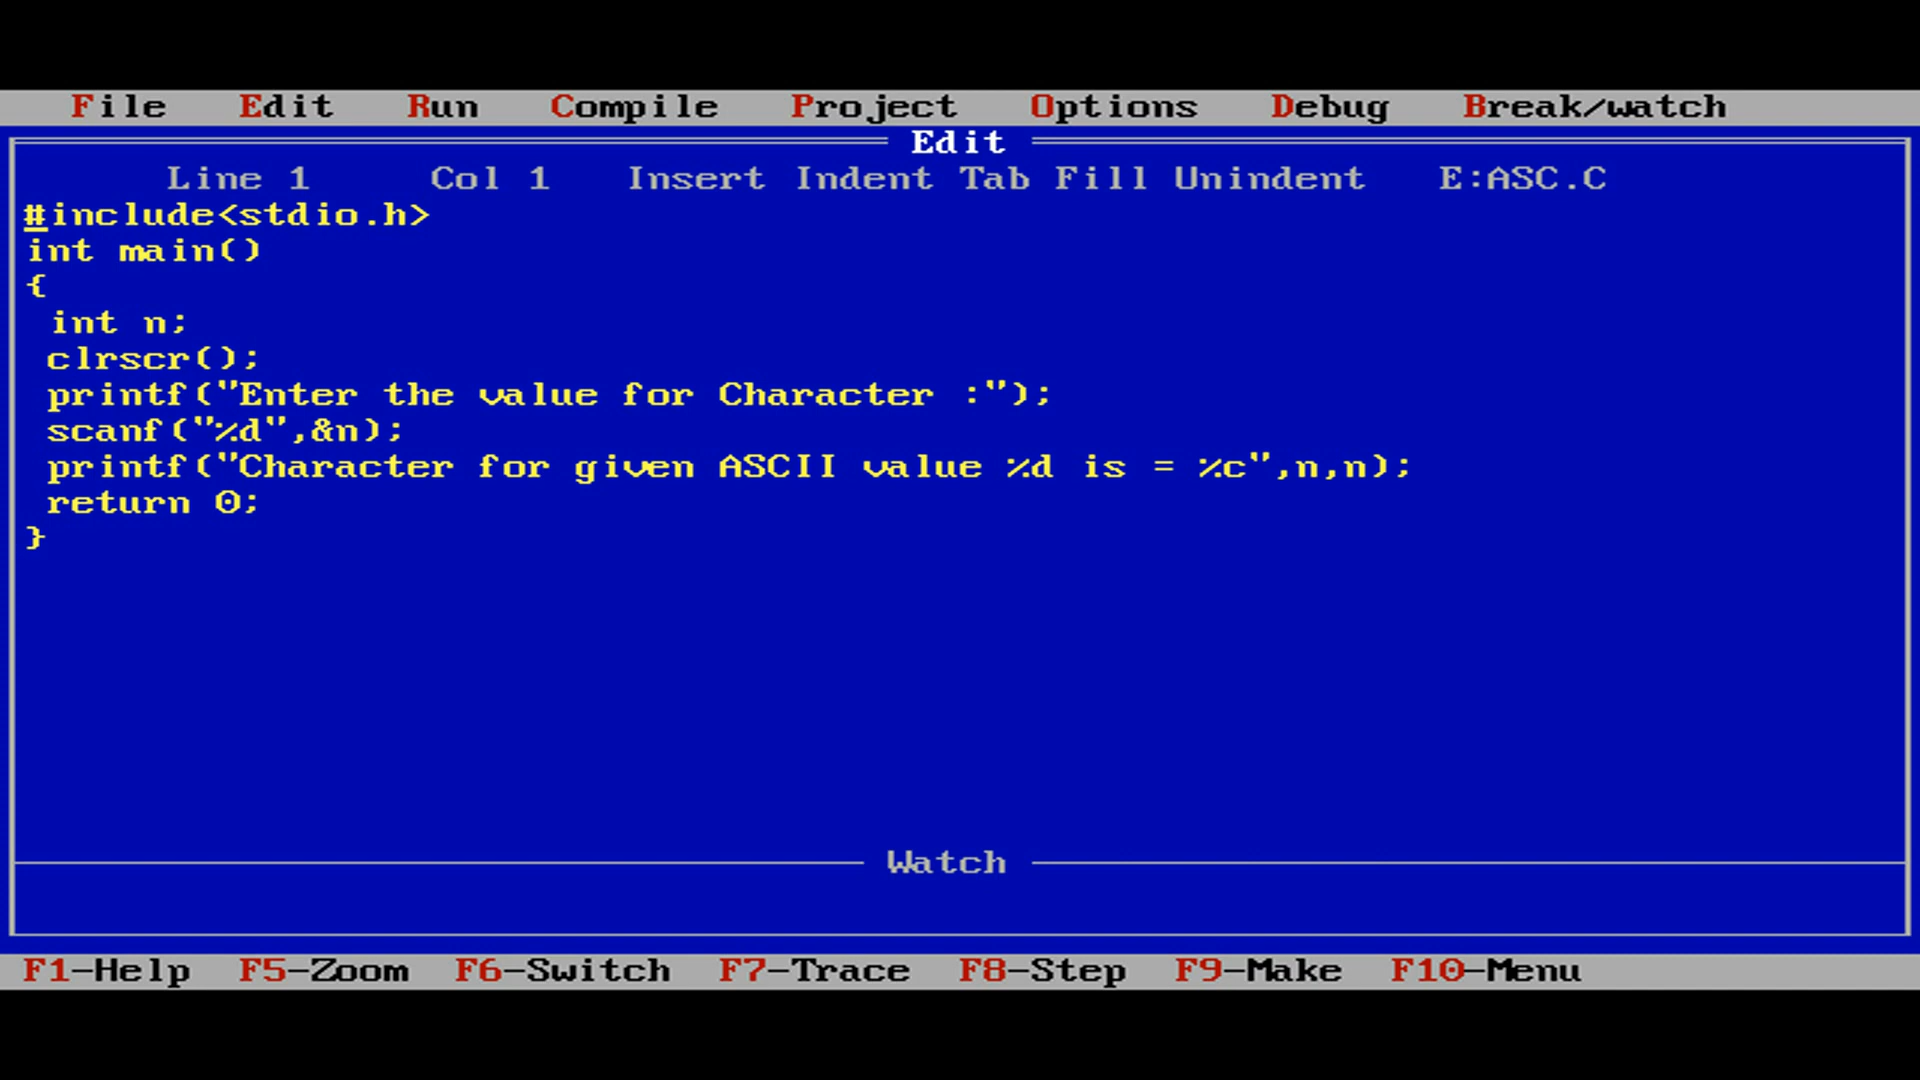 File Edit Run Compile Project Options Debug Break/watch
Edit
Line 1 Col 1 Insert Indent Tab Fill Unindent E:ASC.C
#include<stdio.h>
int main()
{
 int n;
 clrscr();
 printf("Enter the value for Character :");
 scanf("%d",&n);
 printf("Character for given ASCII value %d is = %c",n,n);
 return 0;
}
Watch
F1-Help F5-Zoom F6-Switch F7-Trace F8-Step F9-Make F10-Menu